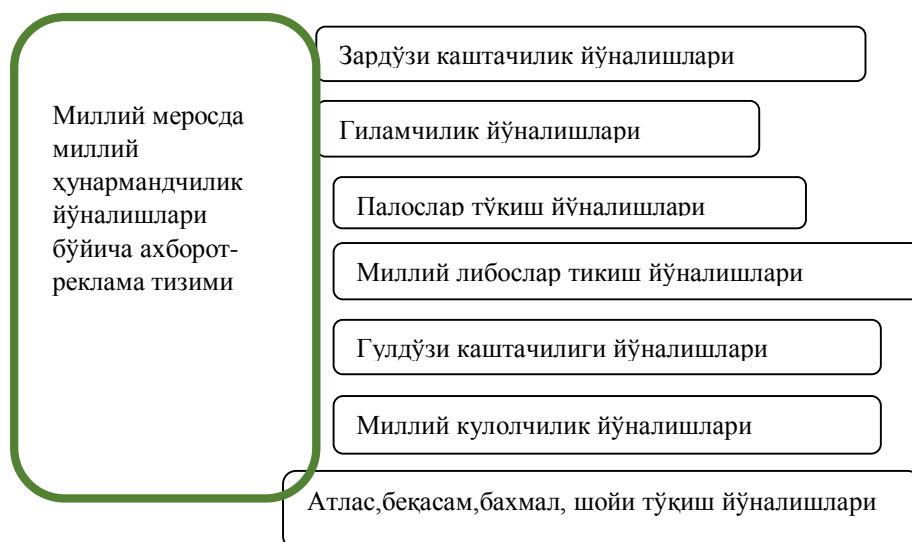 Миллий меросда
миллий
ҳунармандчилик
йўналишлари
бўйича ахборот-
реклама тизими
Зардўзи каштачилик йўналишлари
Гиламчилик йўналишлари
Палослар тўқиш йўналишлари
Миллий либослар тикиш йўналишлари
Гулдўзи каштачилиги йўналишлари
Миллий кулолчилик йўналишлари
Атлас,беқасам,бахмал, шойи тўқиш йўналишлари